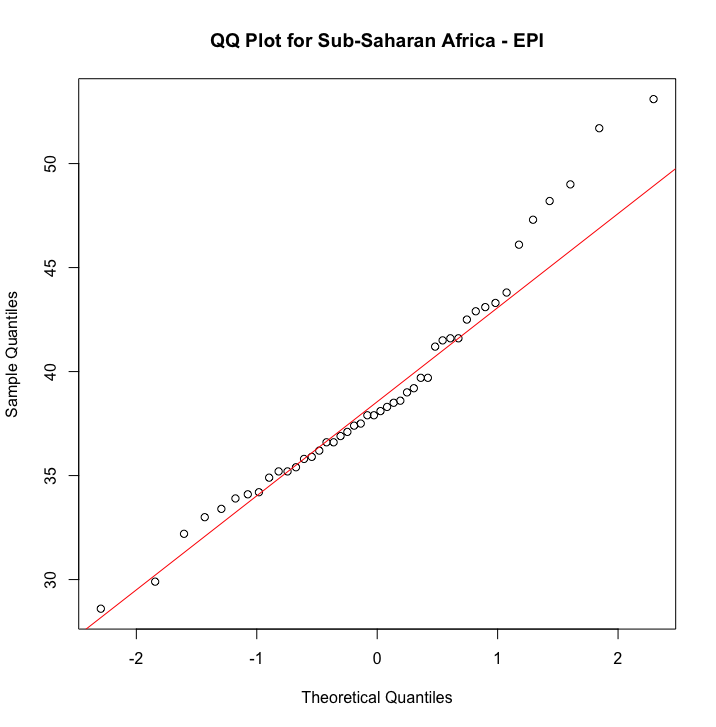 QQ Plot for Sub-Saharan Africa - EPI
Sample Quantiles
50
45
40
35
30
-2 -1 0 1 2
Theoretical Quantiles